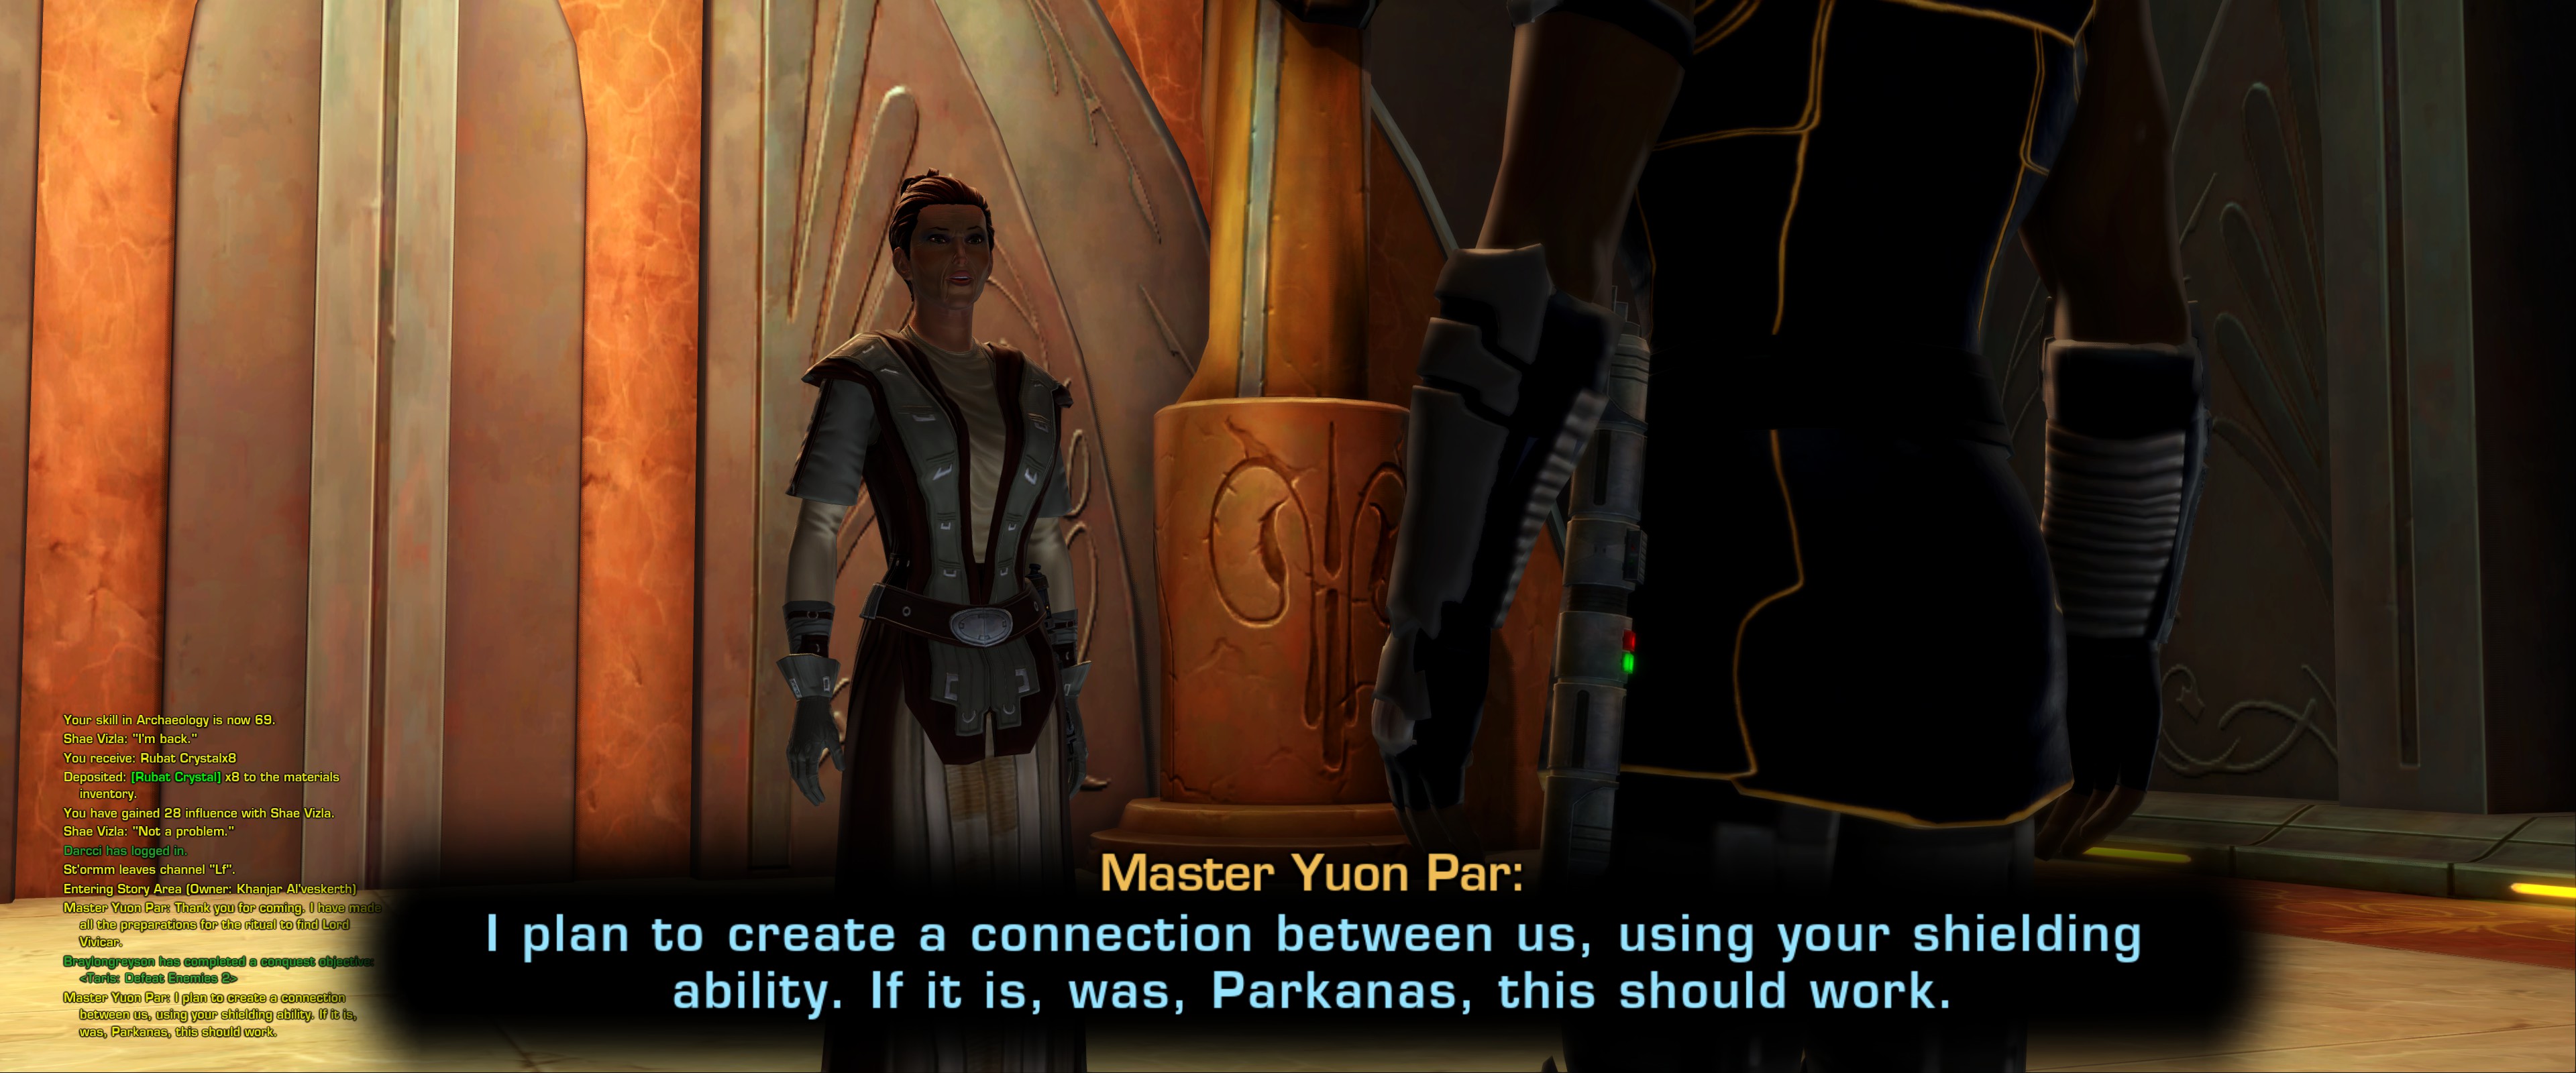 Your skill in Archaeology is now 69.
Shae Vizla: "I'm back."
You receive: Rubat Crystalx8
Deposited: [Rubat Crystal] x8 to the materials
inventory.
You have gained 28 influence with Shae Vizla.
Shae Vizla: "Not a problem."
Darcci has logged in.
St'ormm leaves channel "Lf".
Entering Story Area (Owner: Khanjar Al'veskerth)
Master Yuon Par: Thank you for coming. I have made
all the preparations for the ritual to find Lord
Vivicar.
Braylongreyson has completed a conquest objective:
<Taris: Defeat Enemies 2>
Master Yuon Par: I plan to create a connection
between us, using your shielding ability. If it is,
was, Parkanas, this should work.
Master Yuon Par:
I plan to create a connection between us, using your shielding
ability. If it is, was, Parkanas, this should work.